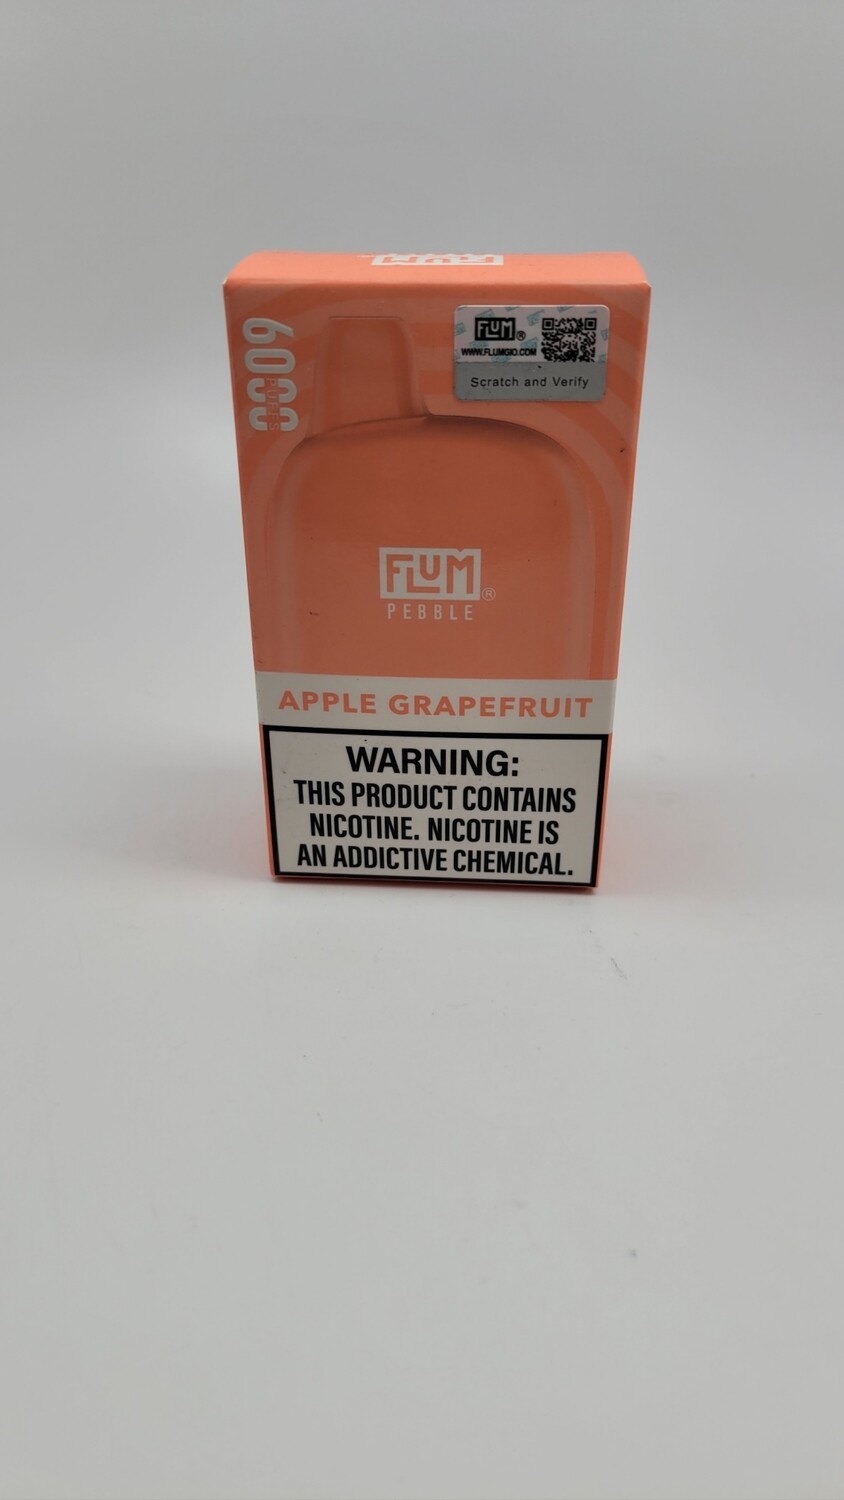 FLUM
6000
PUFFS
FLUM®
WWW.FLUMGIO.COM
Scratch and Verify
FLUM®
PEBBLE
APPLE GRAPEFRUIT
WARNING:
THIS PRODUCT CONTAINS
NICOTINE. NICOTINE IS
AN ADDICTIVE CHEMICAL.